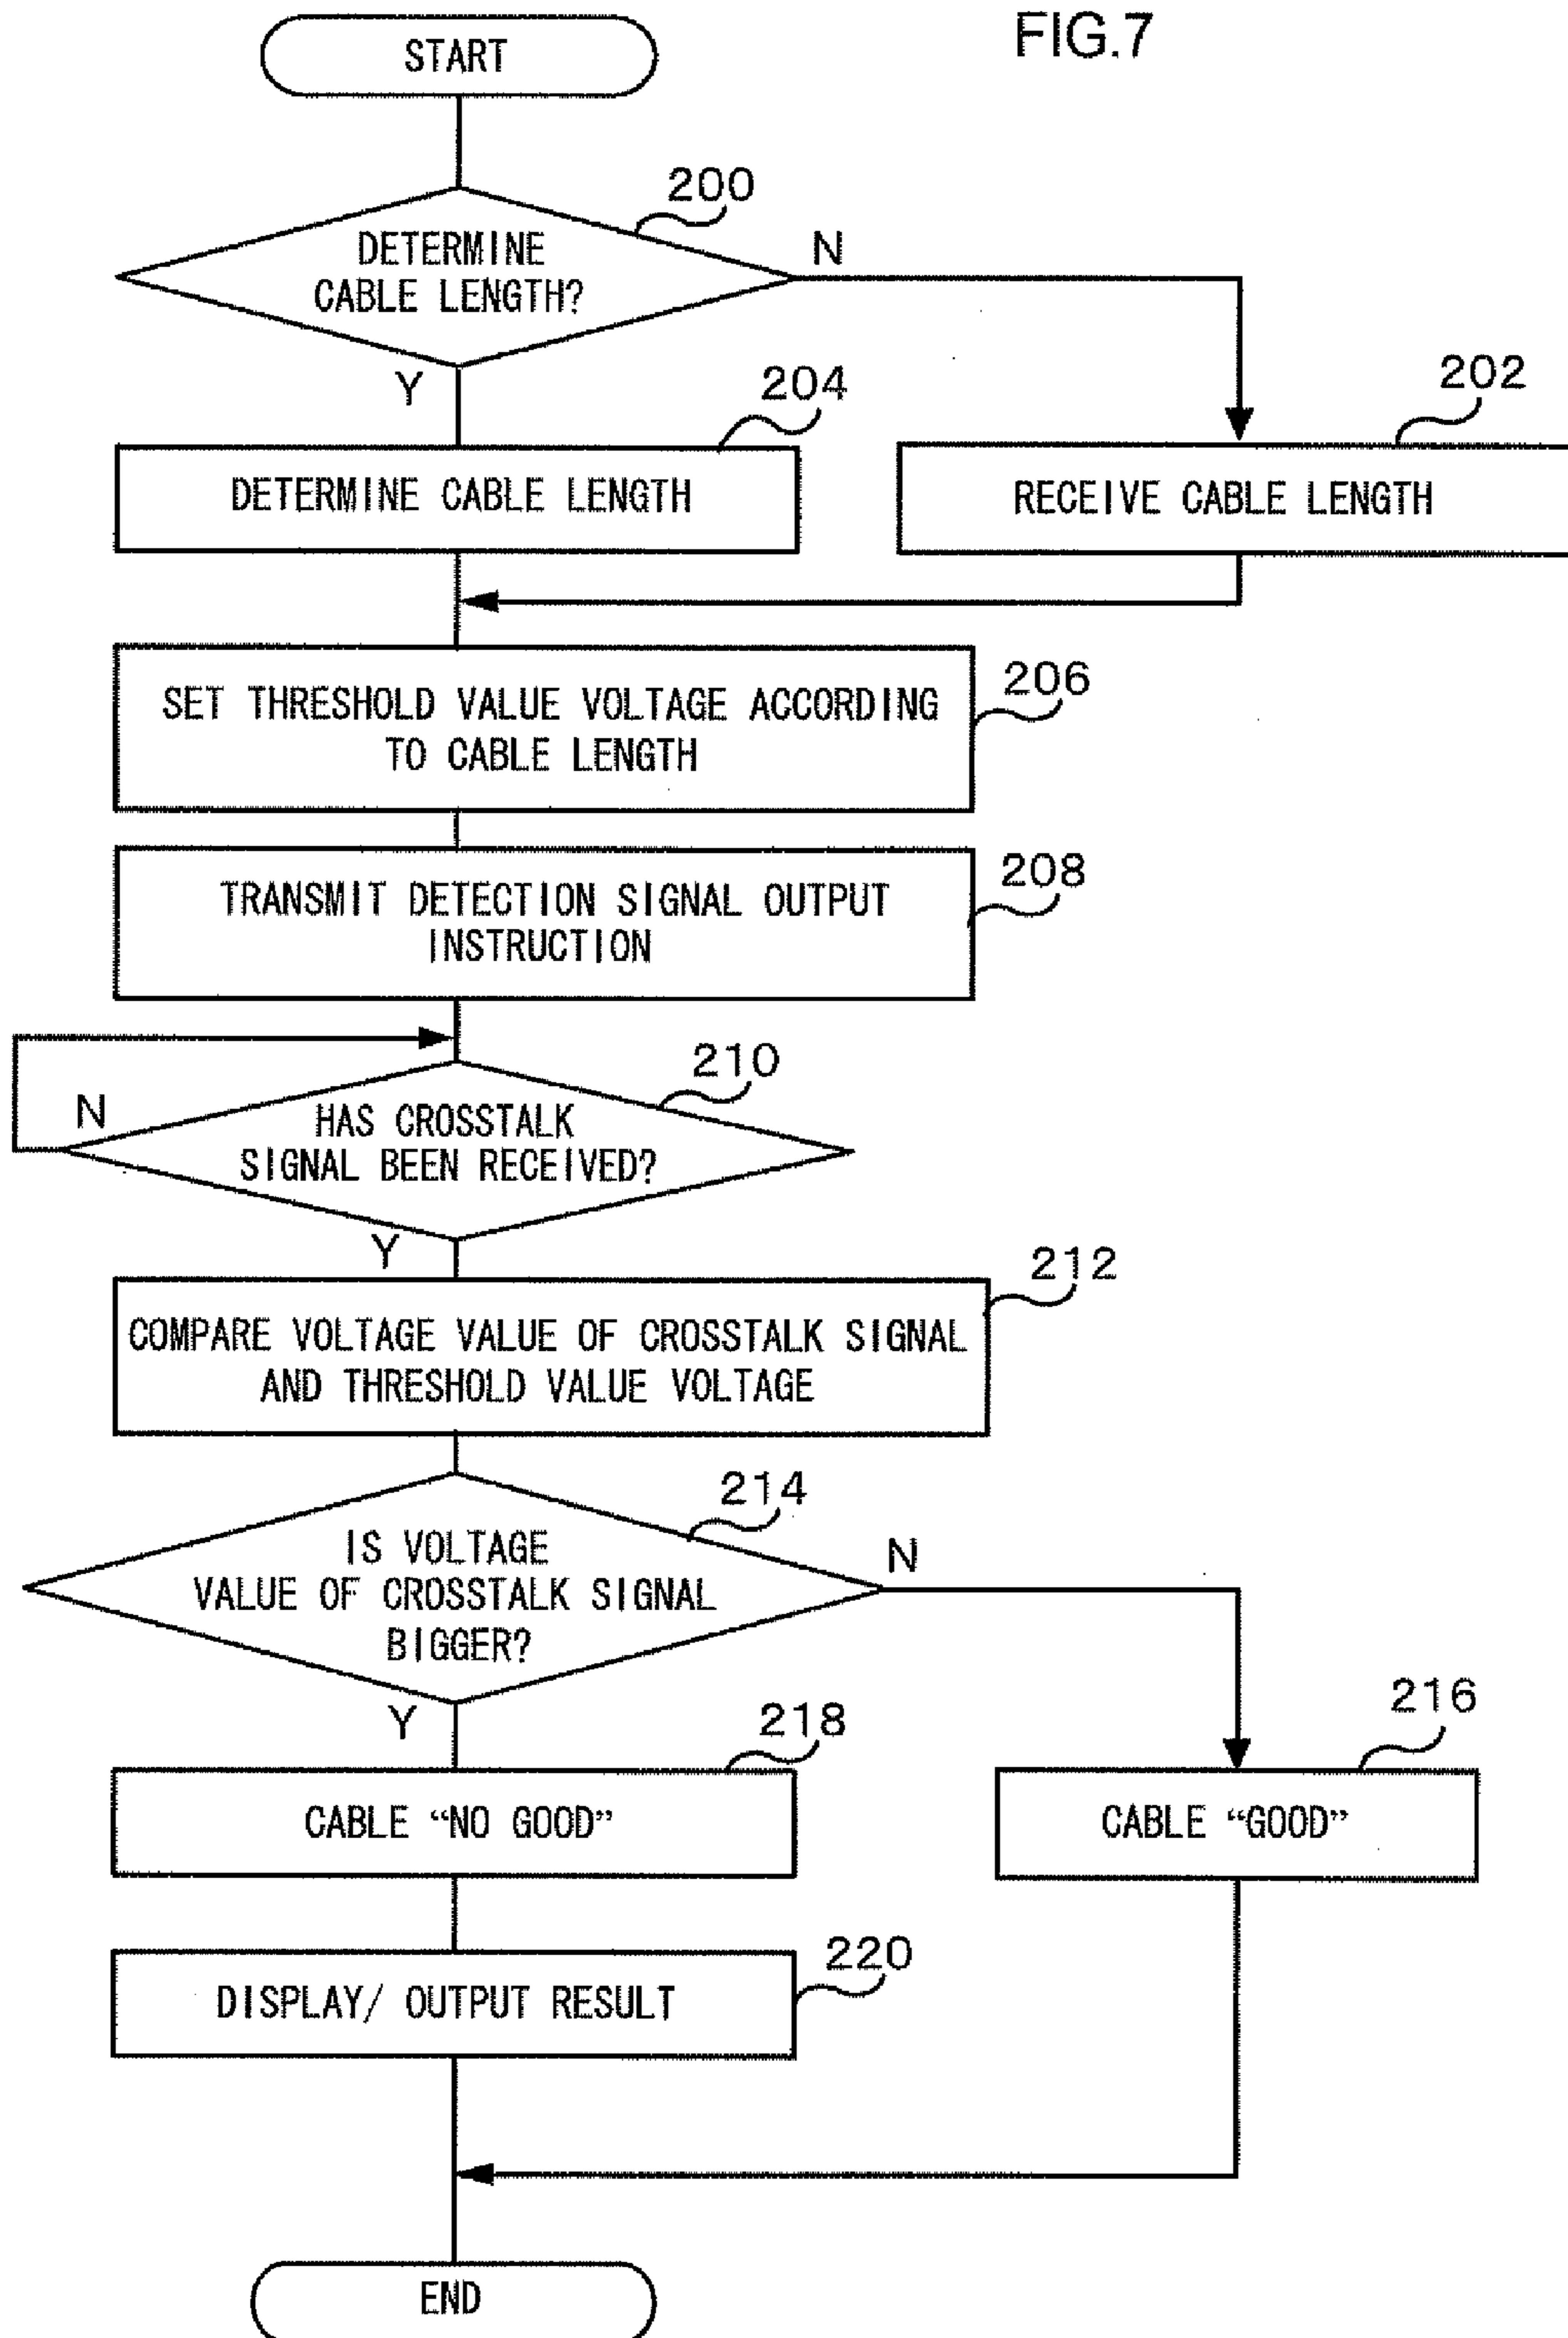 FIG.7
START
200
DETERMINE
CABLE LENGTH?
N
Y
204
202
DETERMINE CABLE LENGTH
RECEIVE CABLE LENGTH
SET THRESHOLD VALUE VOLTAGE ACCORDING
TO CABLE LENGTH
206
TRANSMIT DETECTION SIGNAL OUTPUT
INSTRUCTION
208
210
N
HAS CROSSTALK
SIGNAL BEEN RECEIVED?
Y
212
COMPARE VOLTAGE VALUE OF CROSSTALK SIGNAL
AND THRESHOLD VALUE VOLTAGE
214
IS VOLTAGE
VALUE OF CROSSTALK SIGNAL
BIGGER?
N
Y
218
216
CABLE “NO GOOD”
CABLE “GOOD”
220
DISPLAY/ OUTPUT RESULT
END